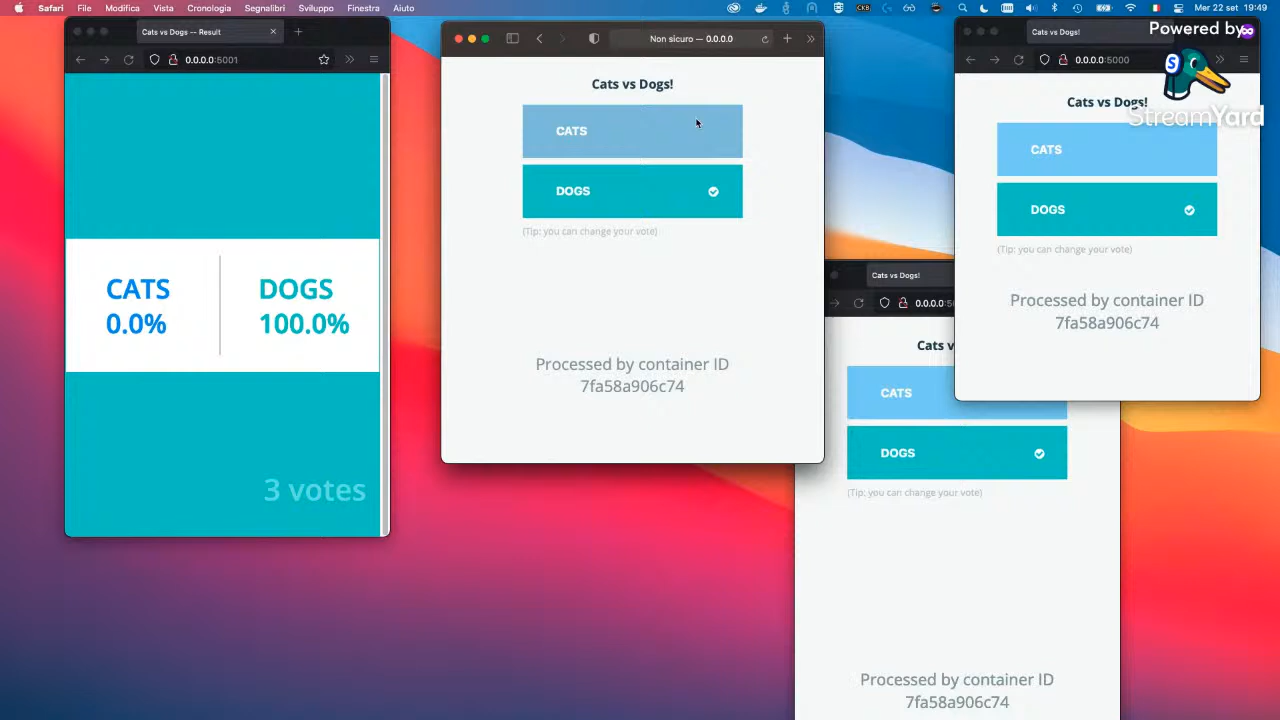 Safari File Modifica Vista Cronologia Segnalibri Sviluppo Finestra Aiuto
Mer 22 set 19:49
Cats vs Dogs -- Result
0.0.0.0:5001
CATS
0.0%
DOGS
100.0%
3 votes
Non sicuro — 0.0.0.0
Cats vs Dogs!
CATS
DOGS
(Tip: you can change your vote)
Processed by container ID
7fa58a906c74
Cats vs Dogs!
Powered by
0.0.0.0:5000
StreamYard
Cats vs Dogs!
CATS
DOGS
(Tip: you can change your vote)
Processed by container ID
7fa58a906c74
Cats vs Dogs!
CATS
DOGS
(Tip: you can change your vote)
Processed by container ID
7fa58a906c74